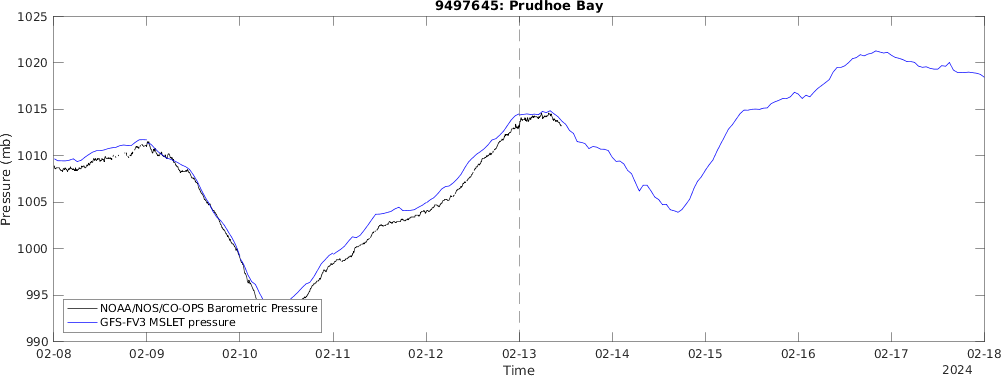 9497645: Prudhoe Bay
1025
1020
1015
1010
1005
1000
995
990
Pressure (mb)
NOAA/NOS/CO-OPS Barometric Pressure
GFS-FV3 MSLET pressure
02-08 02-09 02-10 02-11 02-12 02-13 02-14 02-15 02-16 02-17 02-18
Time
2024